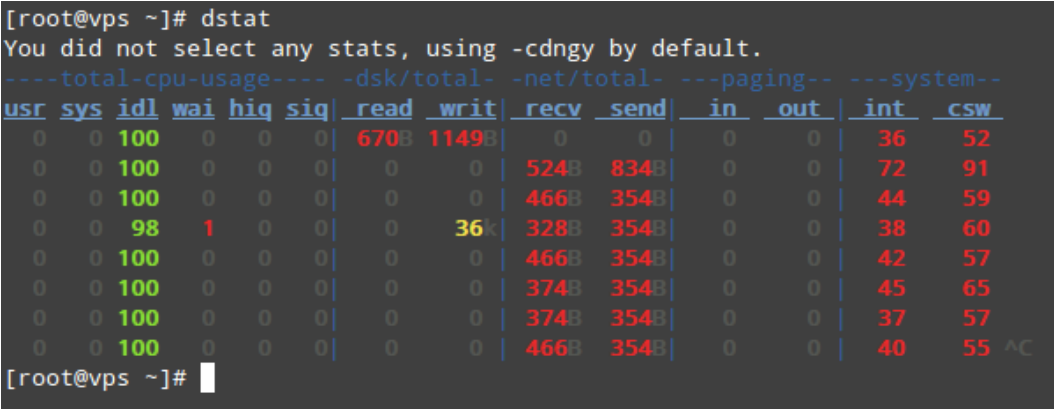 [root@vps ~]# dstat
You did not select any stats, using -cdngy by default.
----total-cpu-usage---- -dsk/total- -net/total- ---paging-- ---system--
usr sys idl wai hiq siq| read  writ| recv  send|  in   out | int   csw
  0   0 100   0   0   0| 670B 1149B|   0     0 |   0     0 |  36    52
  0   0 100   0   0   0|   0     0 | 524B  834B|   0     0 |  72    91
  0   0 100   0   0   0|   0     0 | 466B  354B|   0     0 |  44    59
  0   0  98   1   0   0|   0    36k| 328B  354B|   0     0 |  38    60
  0   0 100   0   0   0|   0     0 | 466B  354B|   0     0 |  42    57
  0   0 100   0   0   0|   0     0 | 374B  354B|   0     0 |  45    65
  0   0 100   0   0   0|   0     0 | 374B  354B|   0     0 |  37    57
  0   0 100   0   0   0|   0     0 | 466B  354B|   0     0 |  40    55 ^C
[root@vps ~]#